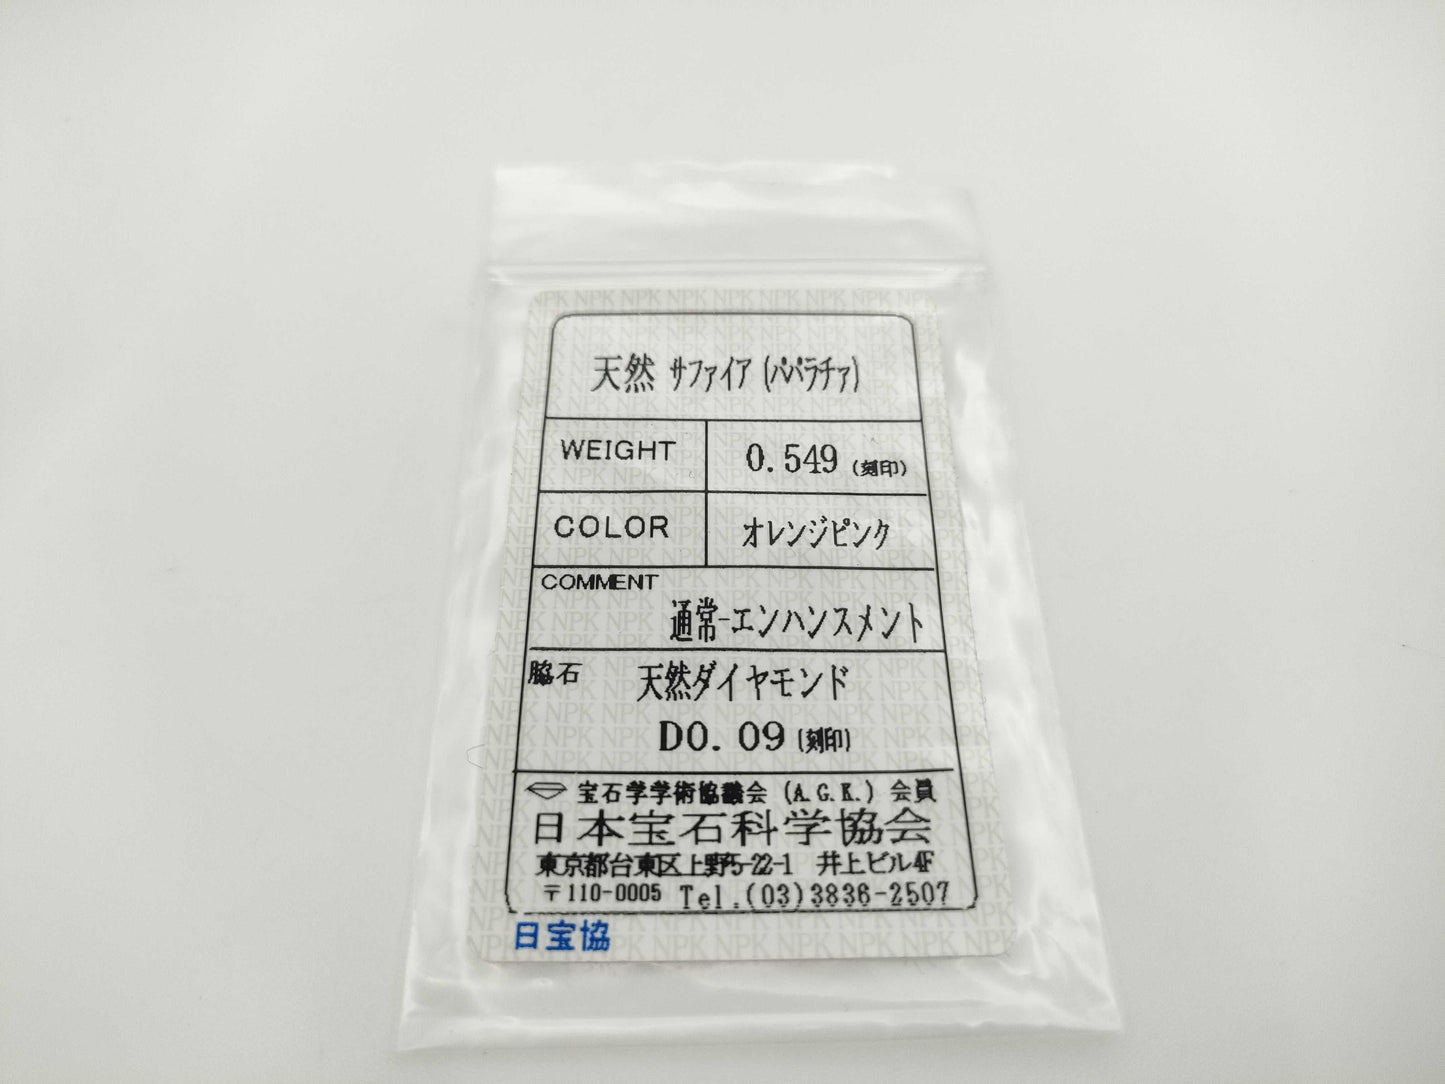 天然 サファイア (パパラチァ)
WEIGHT 0.549 (刻印)
COLOR オレンジピンク
COMMENT
通常-エンハンスメント
脇石 天然ダイヤモンド
D0.09 (刻印)
宝石学学術協議会 (A.G.K.) 会員
日本宝石科学協会
東京都台東区上野5-22-1 井上ビル4F
〒110-0005 Tel.(03)3836-2507
日宝協